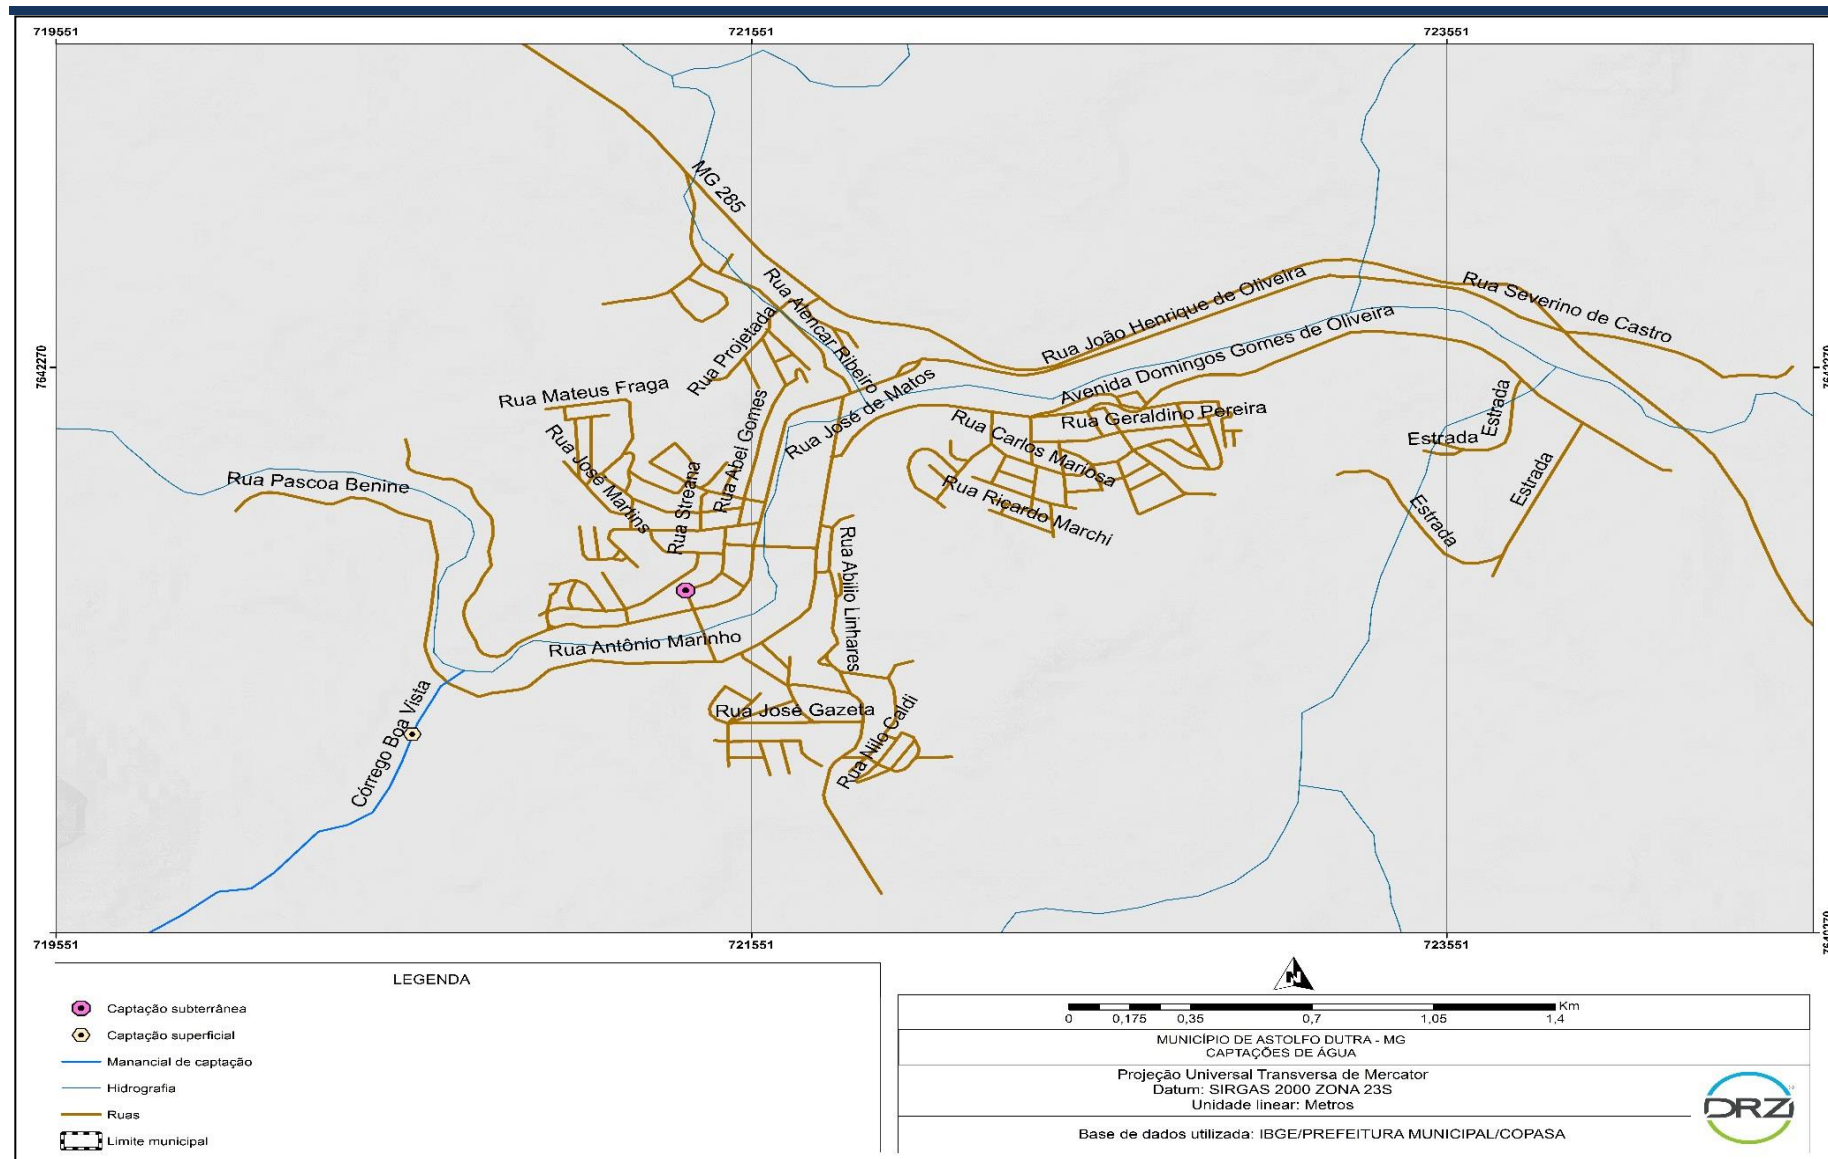 719551
721551
723551
MG 285
Rua Alencar Ribeiro
Rua Projetada
Rua João Henrique de Oliveira
Rua Severino de Castro
Avenida Domingos Gomes de Oliveira
7642270
7642270
Rua Mateus Fraga
Rua José de Matos
Rua Abel Gomes
Rua Geraldino Pereira
Rua Carlos Mariosa
Estrada
Estrada
Rua José Martins
Rua Pascoa Benine
Rua Streana
Rua Ricardo Marchi
Estrada
Estrada
Rua Abilio Linhares
Rua Antônio Marinho
Córrego Boa Vista
Rua José Gazeta
Rua Nilo Caldi
7640270
719551
721551
723551
LEGENDA
Captação subterrânea
Captação superficial
Manancial de captação
Hidrografia
Ruas
Limite municipal
N
Km
0 0,175 0,35 0,7 1,05 1,4
MUNICÍPIO DE ASTOLFO DUTRA - MG
CAPTAÇÕES DE ÁGUA
Projeção Universal Transversa de Mercator
Datum: SIRGAS 2000 ZONA 23S
Unidade linear: Metros
Base de dados utilizada: IBGE/PREFEITURA MUNICIPAL/COPASA
DRZ